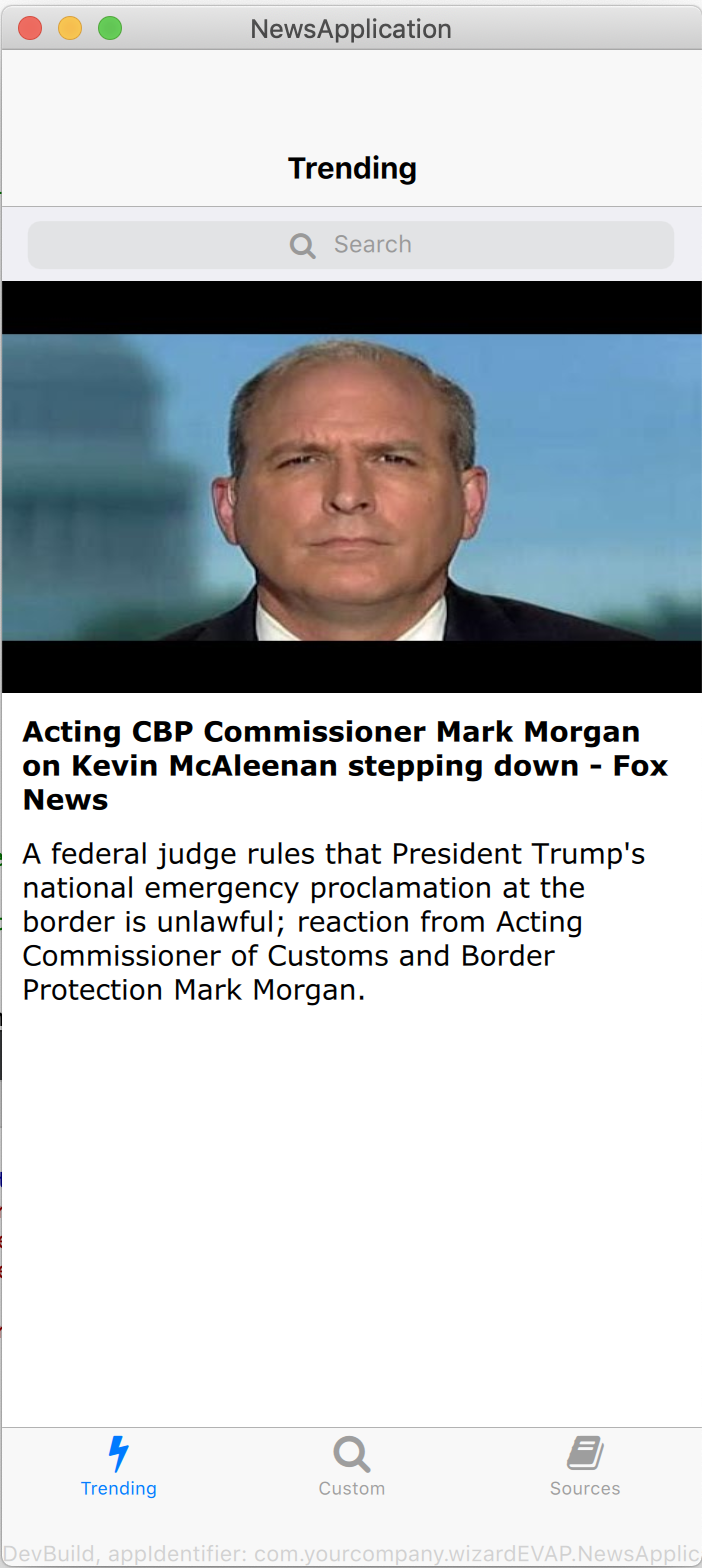 NewsApplication
Trending
Search
Acting CBP Commissioner Mark Morgan
on Kevin McAleenan stepping down - Fox
News
A federal judge rules that President Trump's
national emergency proclamation at the
border is unlawful; reaction from Acting
Commissioner of Customs and Border
Protection Mark Morgan.
Trending Custom Sources
DevBuild, appIdentifier: com.yourcompany.wizardEVAP.NewsApplic